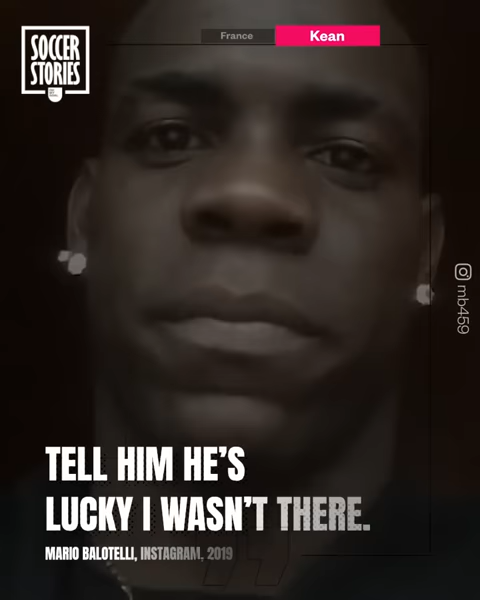 SOCCER
STORIES
France
Kean
mb459
TELL HIM HE'S
LUCKY I WASN'T THERE.
MARIO BALOTELLI, INSTAGRAM, 2019